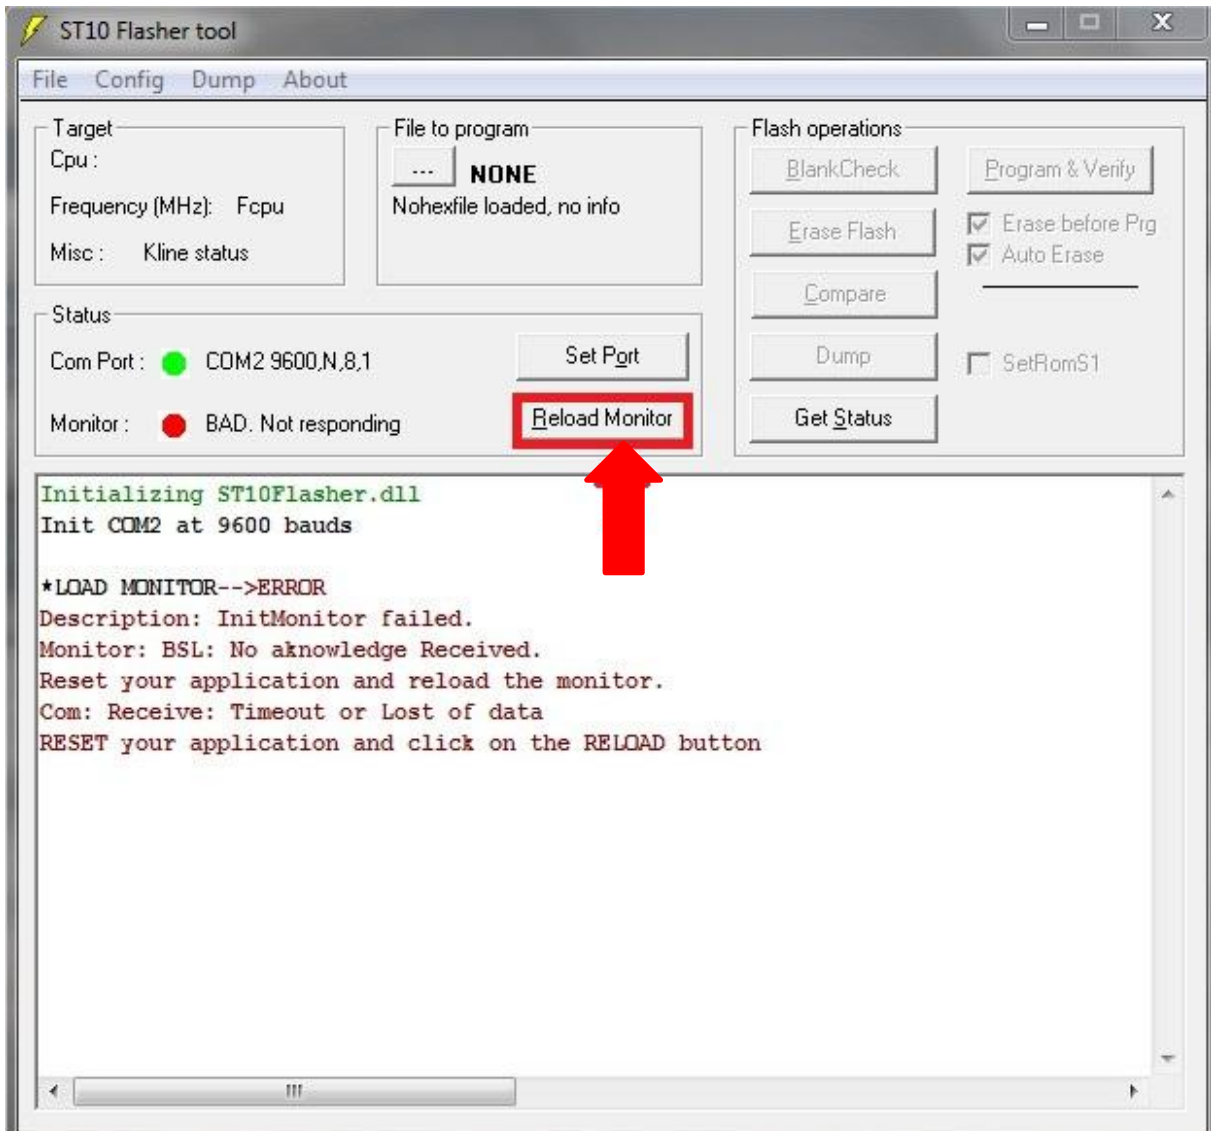 ST10 Flasher tool
File Config Dump About
Target
Cpu :
Frequency (MHz): Fcpu
Misc : Kline status
File to program
... NONE
Nohexfile loaded, no info
Status
Com Port : COM2 9600,N,8,1
Set Port
Monitor : BAD. Not responding
Reload Monitor
Flash operations
BlankCheck
Program & Verify
Erase Flash
Erase before Prg
Auto Erase
Compare
Dump
SetRomS1
Get Status
Initializing ST10Flasher.dll
Init COM2 at 9600 bauds
*LOAD MONITOR-->ERROR
Description: InitMonitor failed.
Monitor: BSL: No aknowledge Received.
Reset your application and reload the monitor.
Com: Receive: Timeout or Lost of data
RESET your application and click on the RELOAD button